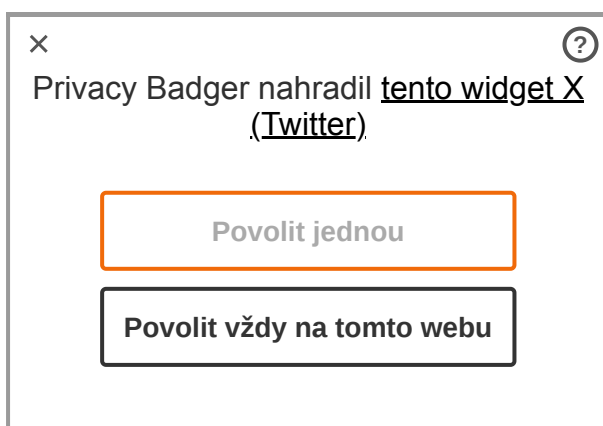 ×
?
Privacy Badger nahradil tento widget X
(Twitter)
Povolit jednou
Povolit vždy na tomto webu